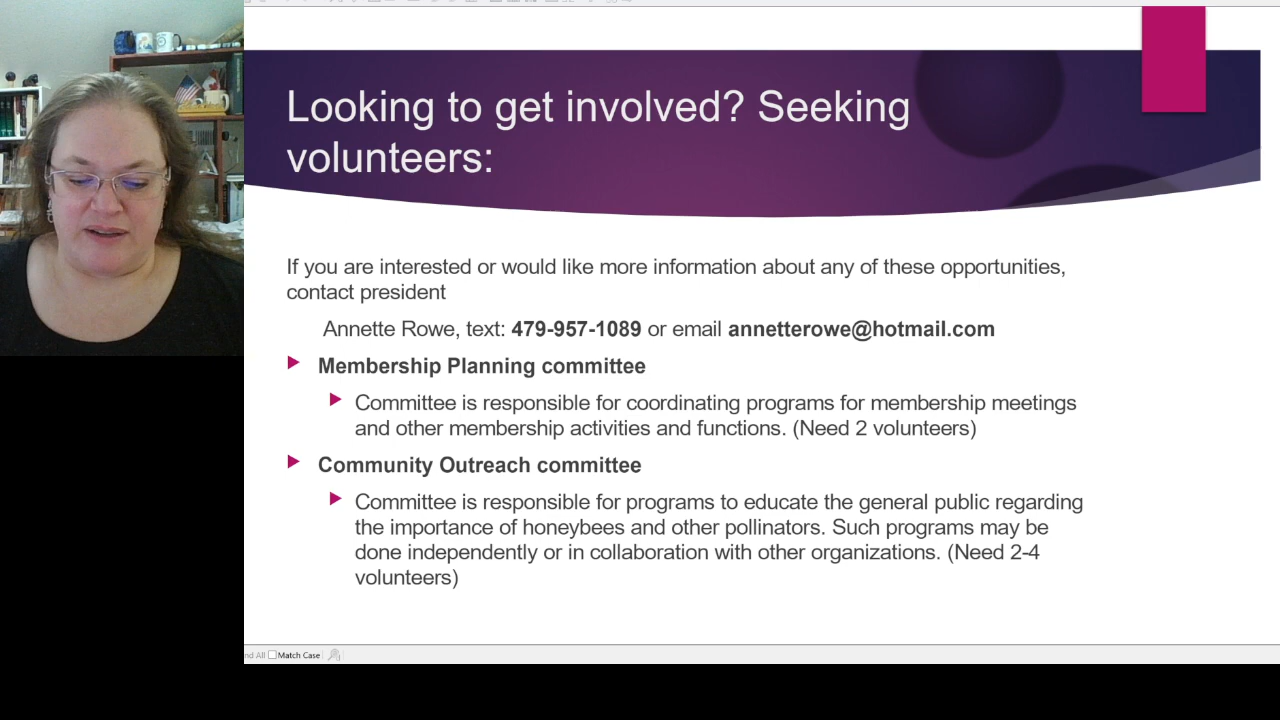 Looking to get involved? Seeking
volunteers:
If you are interested or would like more information about any of these opportunities,
contact president
Annette Rowe, text: 479-957-1089 or email annetterowe@hotmail.com
Membership Planning committee
Committee is responsible for coordinating programs for membership meetings
and other membership activities and functions. (Need 2 volunteers)
Community Outreach committee
Committee is responsible for programs to educate the general public regarding
the importance of honeybees and other pollinators. Such programs may be
done independently or in collaboration with other organizations. (Need 2-4
volunteers)
All Match Case